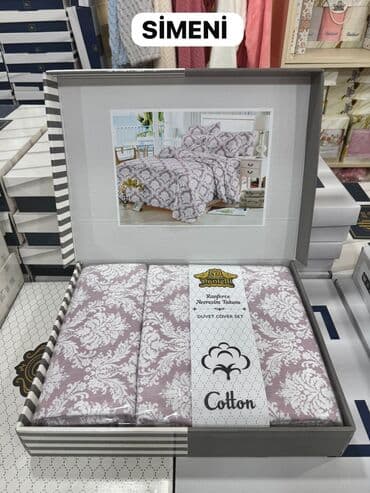 SİMENİ
Ranforce
Nevresim Takımı
DUVET COVER SET
Cotton